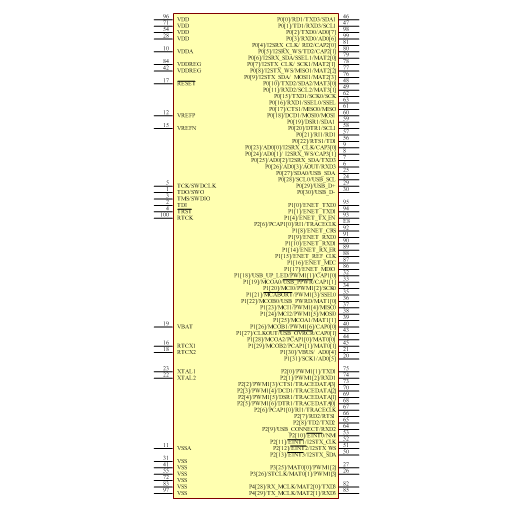 VDD
VDD
VDD
VDD
VDDA
VDDREG
VDDREG
RESET
VREFP
VREFN
TCK/SWDCLK
TDO/SWO
TMS/SWDIO
TDI
TRST
RTCK
VBAT
RTCX1
RTCX2
XTAL1
XTAL2
VSSA
VSS
VSS
VSS
VSS
VSS
VSS
P0[0]/RD1/TXD3/SDA1
P0[1]/TD1/RXD3/SCL1
P0[2]/TXD0/AD0[7]
P0[3]/RXD0/AD0[6]
P0[4]/I2SRX_CLK/ RD2/CAP2[0]
P0[5]/I2SRX_WS/TD2/CAP2[1]
P0[6]/I2SRX_SDA/SSEL1/MAT2[0]
P0[7]/I2STX_CLK/ SCK1/MAT2[1]
P0[8]/I2STX_WS/MISO1/MAT2[2]
P0[9]/I2STX_SDA/ MOSI1/MAT2[3]
P0[10]/TXD2/SDA2/MAT3[0]
P0[11]/RXD2/SCL2/MAT3[1]
P0[15]/TXD1/SCK0/SCK
P0[16]/RXD1/SSEL0/SSEL
P0[17]/CTS1/MISO0/MISO
P0[18]/DCD1/MOSI0/MOSI
P0[19]/DSR1/SDA1
P0[20]/DTR1/SCL1
P0[21]/RI1/RD1
P0[22]/RTS1/TD1
P0[23]/AD0[0]/I2SRX_CLK/CAP3[0]
P0[24]/AD0[1]/ I2SRX_WS/CAP3[1]
P0[25]/AD0[2]/I2SRX_SDA/TXD3
P0[26]/AD0[3]/AOUT/RXD3
P0[27]/SDA0/USB_SDA
P0[28]/SCL0/USB_SCL
P0[29]/USB_D+
P0[30]/USB_D-
P1[0]/ENET_TXD0
P1[1]/ENET_TXD1
P1[4]/ENET_TX_EN
P2[6]/PCAP1[0]/RI1/TRACECLK
P1[8]/ENET_CRS
P1[9]/ENET_RXD0
P1[10]/ENET_RXD1
P1[14]/ENET_RX_ER
P1[15]/ENET_REF_CLK
P1[16]/ENET_MDC
P1[17]/ENET_MDIO
P1[18]/USB_UP_LED/PWM1[1]/CAP1[0]
P1[19]/MCOA0/USB_PPWR/CAP1[1]
P1[20]/MCI0/PWM1[2]/SCK0
P1[21]/MCABORT/PWM1[3]/SSEL0
P1[22]/MCOB0/USB_PWRD/MAT1[0]
P1[23]/MCI1/PWM1[4]/MISO0
P1[24]/MCI2/PWM1[5]/MOSI0
P1[25]/MCOA1/MAT1[1]
P1[26]/MCOB1/PWM1[6]/CAP0[0]
P1[27]/CLKOUT/USB_OVRCR/CAP0[1]
P1[28]/MCOA2/PCAP1[0]/MAT0[0]
P1[29]/MCOB2/PCAP1[1]/MAT0[1]
P1[30]/VBUS/ AD0[4]
P1[31]/SCK1/AD0[5]
P2[0]/PWM1[1]/TXD1
P2[1]/PWM1[2]/RXD1
P2[2]/PWM1[3]/CTS1/TRACEDATA[3]
P2[3]/PWM1[4]/DCD1/TRACEDATA[2]
P2[4]/PWM1[5]/DSR1/TRACEDATA[1]
P2[5]/PWM1[6]/DTR1/TRACEDATA[0]
P2[6]/PCAP1[0]/RI1/TRACECLK
P2[7]/RD2/RTS1
P2[8]/TD2/TXD2
P2[9]/USB_CONNECT/RXD2
P2[10]/EINT0/NMI
P2[11]/EINT1/I2STX_CLK
P2[12]/EINT2/I2STX_WS
P2[13]/EINT3/I2STX_SDA
P3[25]/MAT0[0]/PWM1[2]
P3[26]/STCLK/MAT0[1]/PWM1[3]
P4[28]/RX_MCLK/MAT2[0]/TXD3
P4[29]/TX_MCLK/MAT2[1]/RXD3